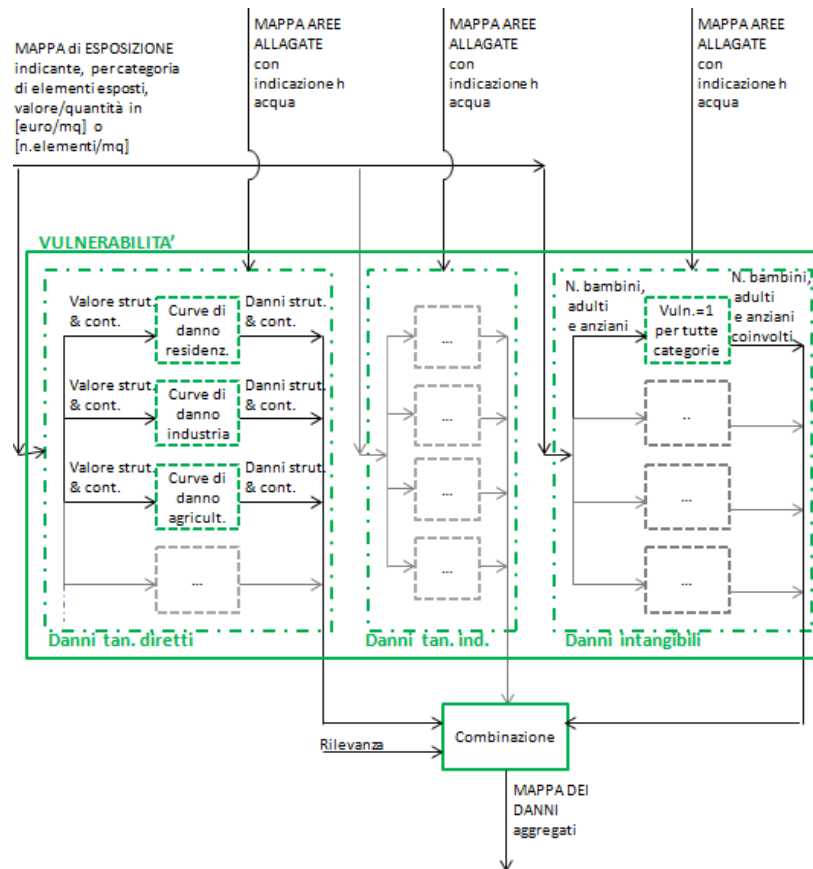 MAPPA di ESPOSIZIONE
indicante, per categoria
di elementi esposti,
valore/quantità in
[euro/mq] o
[n.elementi/mq]
MAPPA AREE
ALLAGATE
con
indicazione h
acqua
MAPPA AREE
ALLAGATE
con
indicazione h
acqua
MAPPA AREE
ALLAGATE
con
indicazione h
acqua
VULNERABILITA'
Valore strut.
& cont.
Curve di
danno
residenz.
Danni strut.
& cont.
Valore strut.
& cont.
Curve di
danno
industria
Danni strut.
& cont.
Valore strut.
& cont.
Curve di
danno
agricult.
Danni strut.
& cont.
...
Danni tan. diretti
...
...
...
...
Danni tan. ind.
N. bambini,
adulti
e anziani
Vuln.=1
per tutte
categorie
N. bambini,
adulti
e anziani
coinvolti
..
...
...
Danni intangibili
Rilevanza
Combinazione
MAPPA DEI
DANNI
aggregati